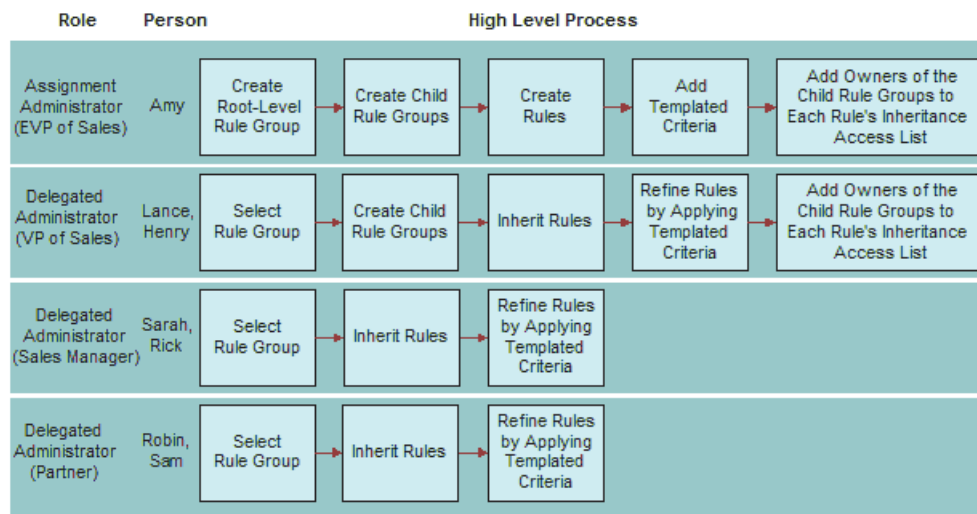 Role Person High Level Process
Assignment
Administrator
(EVP of Sales)
Amy
Create
Root-Level
Rule Group
Create Child
Rule Groups
Create
Rules
Add
Templated
Criteria
Add Owners of the
Child Rule Groups to
Each Rule's Inheritance
Access List
Delegated
Administrator
(VP of Sales)
Lance,
Henry
Select
Rule Group
Create Child
Rule Groups
Inherit Rules
Refine Rules
by Applying
Templated
Criteria
Add Owners of the
Child Rule Groups to
Each Rule's Inheritance
Access List
Delegated
Administrator
(Sales Manager)
Sarah,
Rick
Select
Rule Group
Inherit Rules
Refine Rules
by Applying
Templated
Criteria
Delegated
Administrator
(Partner)
Robin,
Sam
Select
Rule Group
Inherit Rules
Refine Rules
by Applying
Templated
Criteria